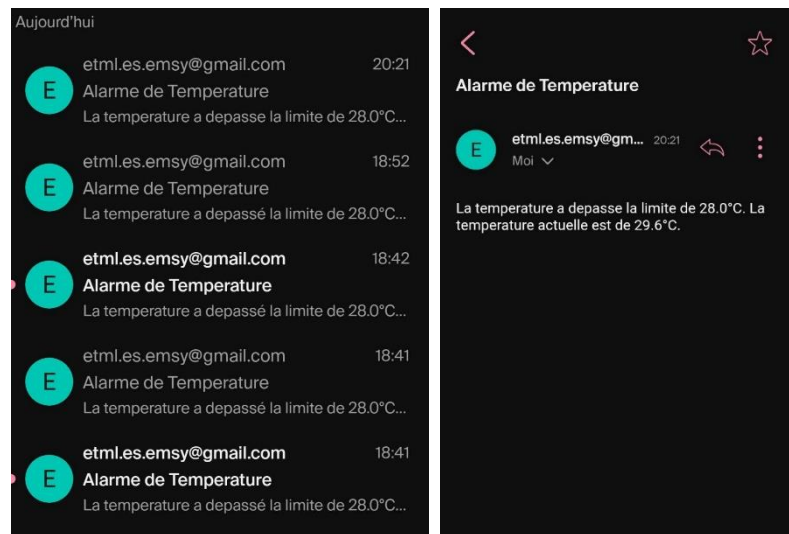 Aujourd'hui
E
etml.es.emsy@gmail.com 20:21
Alarme de Temperature
La temperature a depasse la limite de 28.0°C...
E
etml.es.emsy@gmail.com 18:52
Alarme de Temperature
La temperature a depassé la limite de 28.0°C...
E
etml.es.emsy@gmail.com 18:42
Alarme de Temperature
La temperature a depassé la limite de 28.0°C...
E
etml.es.emsy@gmail.com 18:41
Alarme de Temperature
La temperature a depassé la limite de 28.0°C...
E
etml.es.emsy@gmail.com 18:41
Alarme de Temperature
La temperature a depassé la limite de 28.0°C...
Alarme de Temperature
E
etml.es.emsy@gm... 20:21
Moi
La temperature a depasse la limite de 28.0°C. La
temperature actuelle est de 29.6°C.